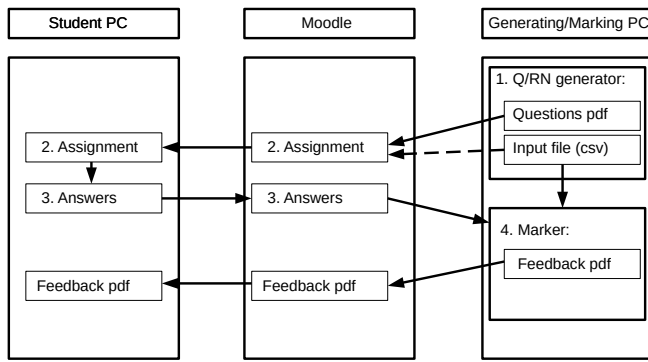 Student PC
Moodle
Generating/Marking PC
1. Q/RN generator:
Questions pdf
Input file (csv)
2. Assignment
2. Assignment
3. Answers
3. Answers
4. Marker:
Feedback pdf
Feedback pdf
Feedback pdf